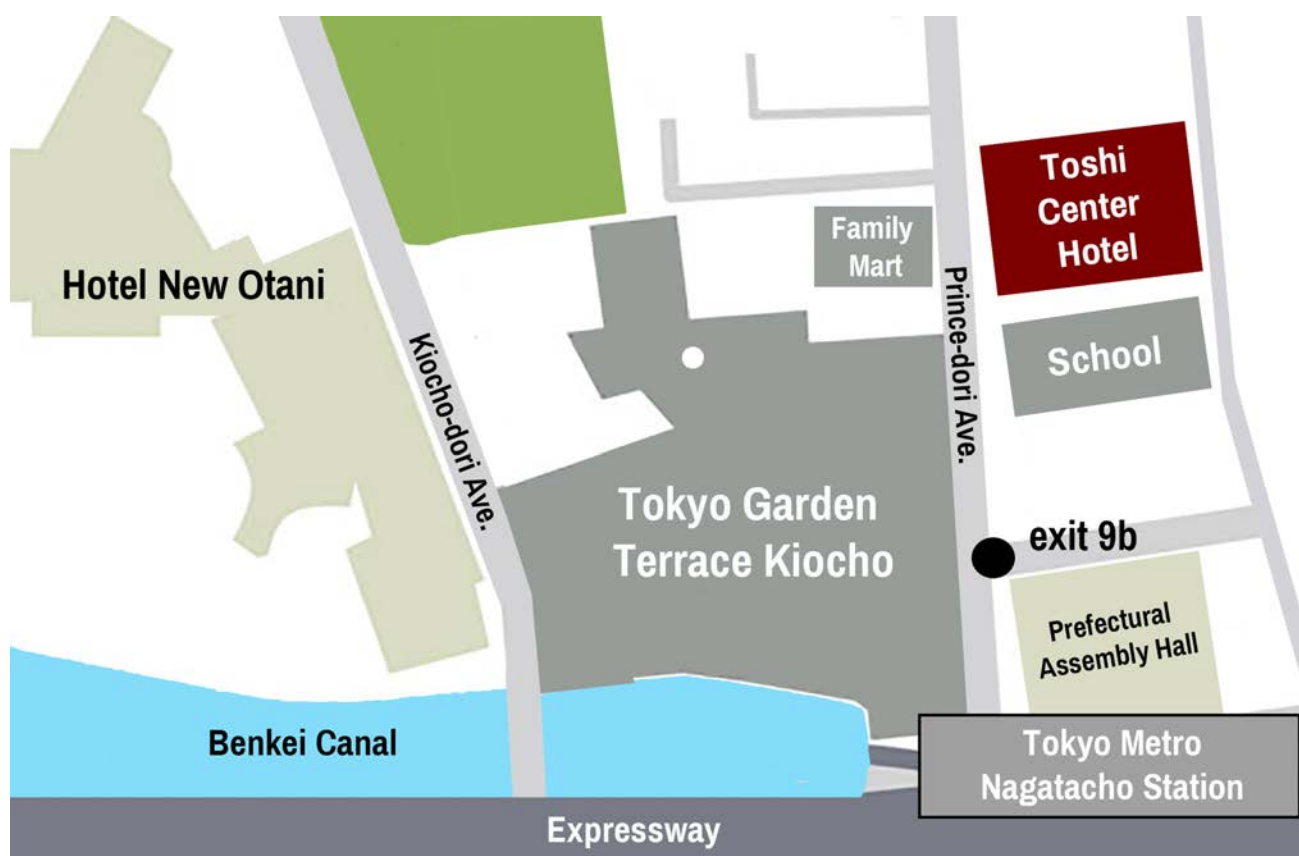 Toshi
Center
Hotel
Family
Mart
Hotel New Otani
Prince-dori Ave.
School
Kiocho-dori Ave.
Tokyo Garden
Terrace Kiocho
exit 9b
Prefectural
Assembly Hall
Benkei Canal
Tokyo Metro
Nagatacho Station
Expressway